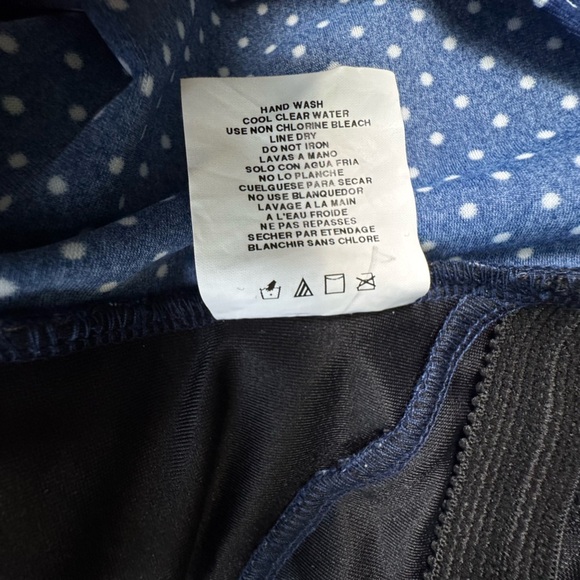 HAND WASH
COOL CLEAR WATER
USE NON CHLORINE BLEACH
LINE DRY
DO NOT IRON
LAVAS A MANO
SOLO CON AGUA FRIA
NO LO PLANCHE
CUELGUESE PARA SECAR
NO USE BLANQUEDOR
LAVAGE A LA MAIN
A L'EAU FROIDE
NE PAS REPASSES
SECHER PAR ETENDAGE
BLANCHIR SANS CHLORE